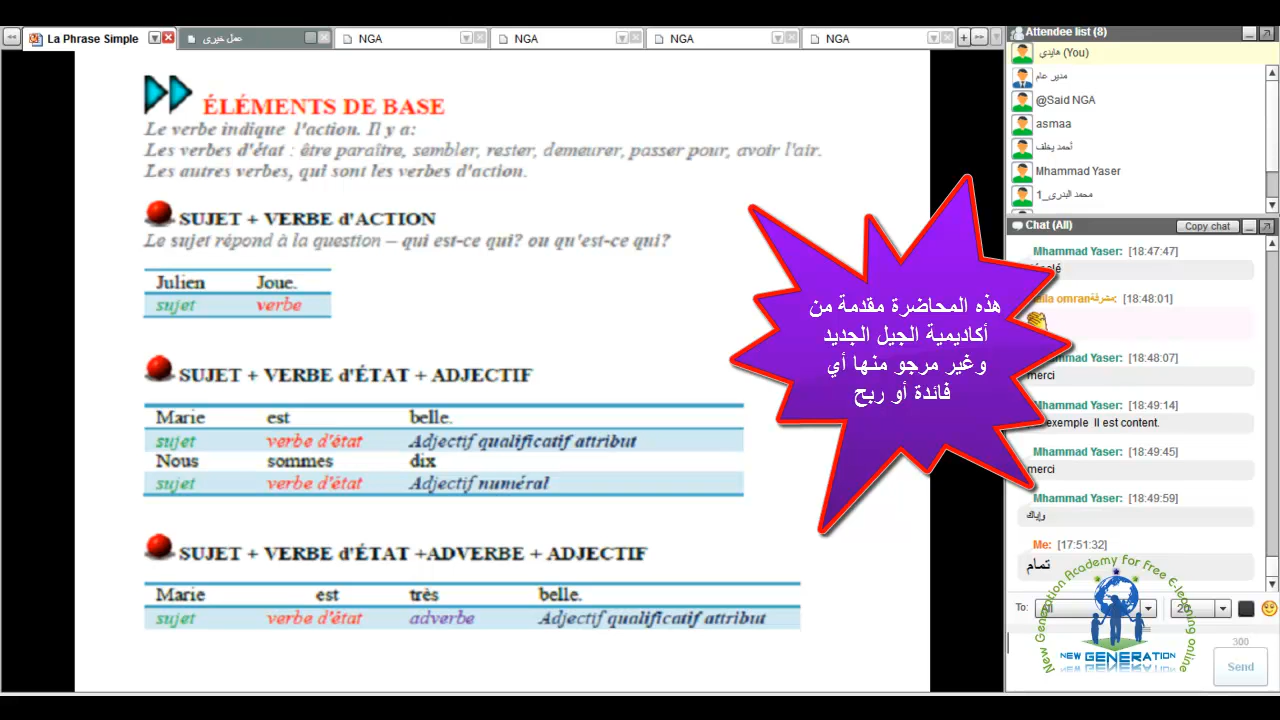 La Phrase Simple
عمل خيرى
NGA
NGA
NGA
NGA
ÉLÉMENTS DE BASE
Le verbe indique l'action. Il y a:
Les verbes d'état : être paraître, sembler, rester, demeurer, passer pour, avoir l'air.
Les autres verbes, qui sont les verbes d'action.
SUJET + VERBE d'ACTION
Le sujet répond à la question – qui est-ce qui? ou qu'est-ce qui?
Julien Joue.
sujet verbe
SUJET + VERBE d'ÉTAT + ADJECTIF
Marie est belle.
sujet verbe d'état Adjectif qualificatif attribut
Nous sommes dix
sujet verbe d'état Adjectif numéral
SUJET + VERBE d'ÉTAT +ADVERBE + ADJECTIF
Marie est très belle.
sujet verbe d'état adverbe Adjectif qualificatif attribut
هذه المحاضرة مقدمة من
أكاديمية الجيل الجديد
وغير مرجو منها أي
فائدة أو ربح
Attendee list (8)
هايدي (You)
مدير عام
@Said NGA
asmaa
أحمد يخلف
Mhammad Yaser
محمد البدرى_1
Chat (All)
Copy chat
Mhammad Yaser: [18:47:47]
omranمشرفة: [18:48:01]
mmad Yaser: [18:48:07]
merci
Mhammad Yaser: [18:49:14]
exemple Il est content.
Mhammad Yaser: [18:49:45]
merci
Mhammad Yaser: [18:49:59]
وإياك
Me: [17:51:32]
تمام
To:
300
Send
New Generation Academy for Free E-learning online
NEW GENERATION